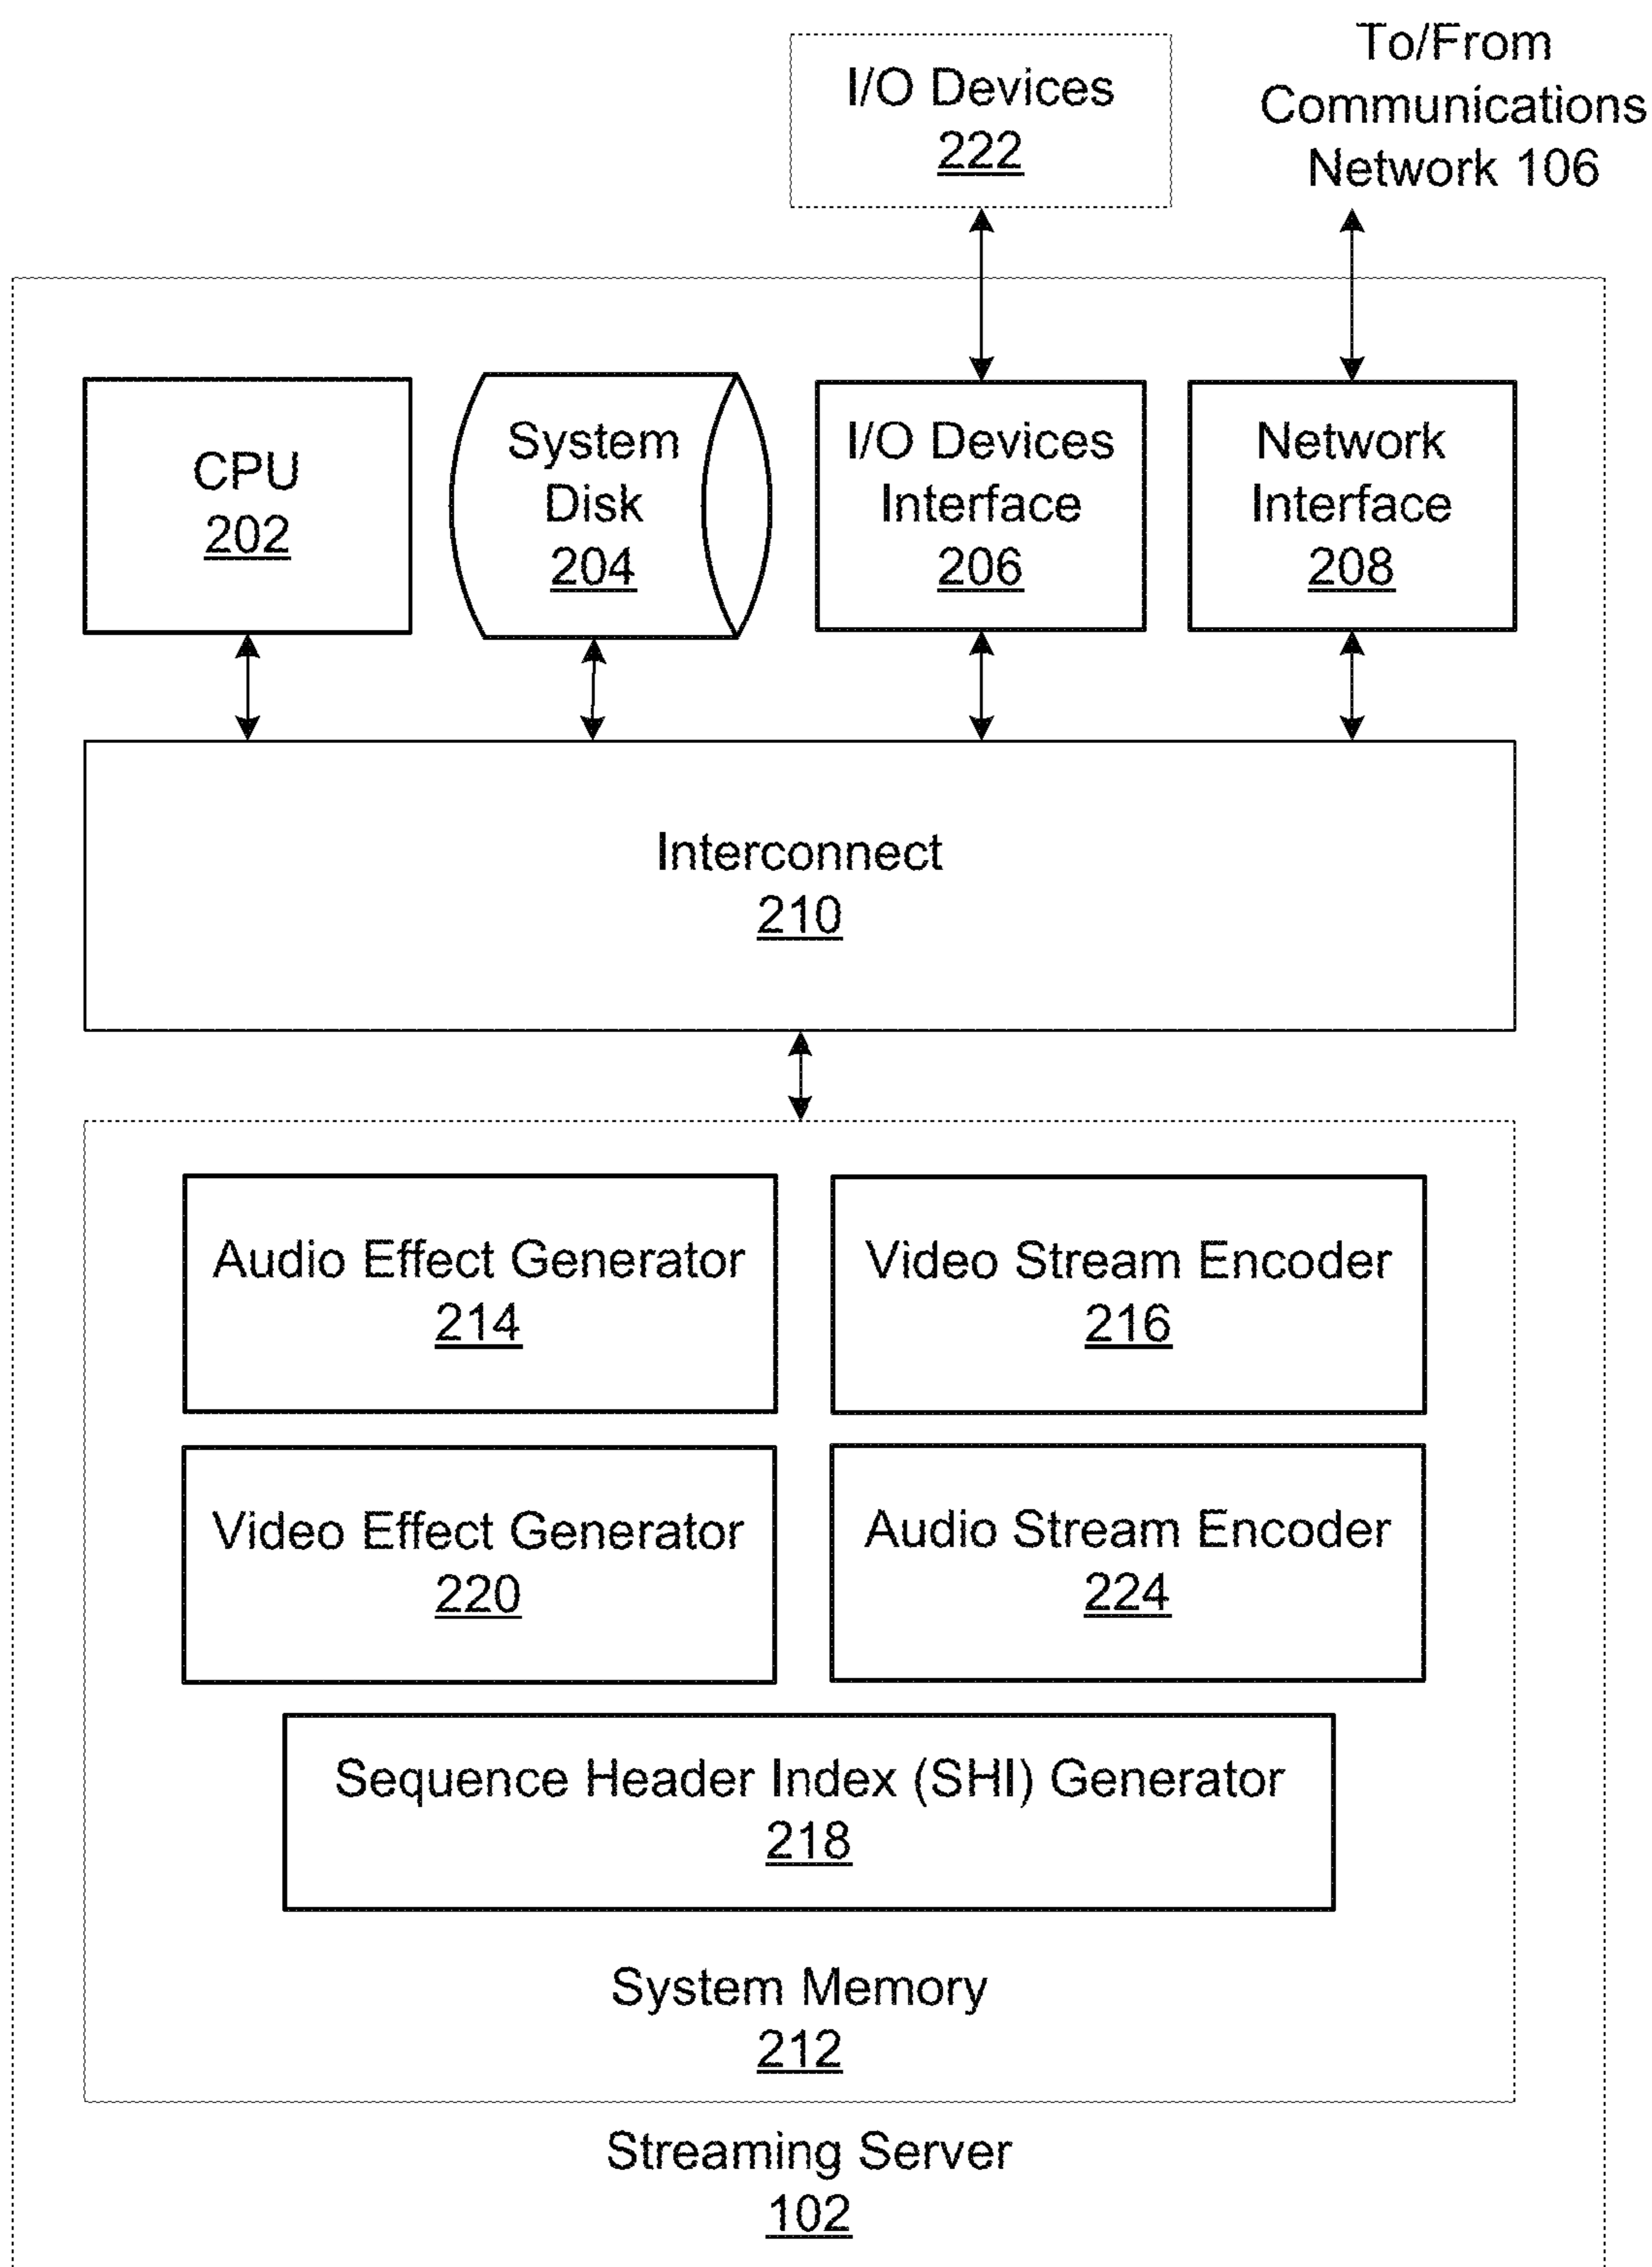 I/O Devices
222
To/From
Communications
Network 106
CPU
202
System
Disk
204
I/O Devices
Interface
206
Network
Interface
208
Interconnect
210
Audio Effect Generator
214
Video Stream Encoder
216
Video Effect Generator
220
Audio Stream Encoder
224
Sequence Header Index (SHI) Generator
218
System Memory
212
Streaming Server
102